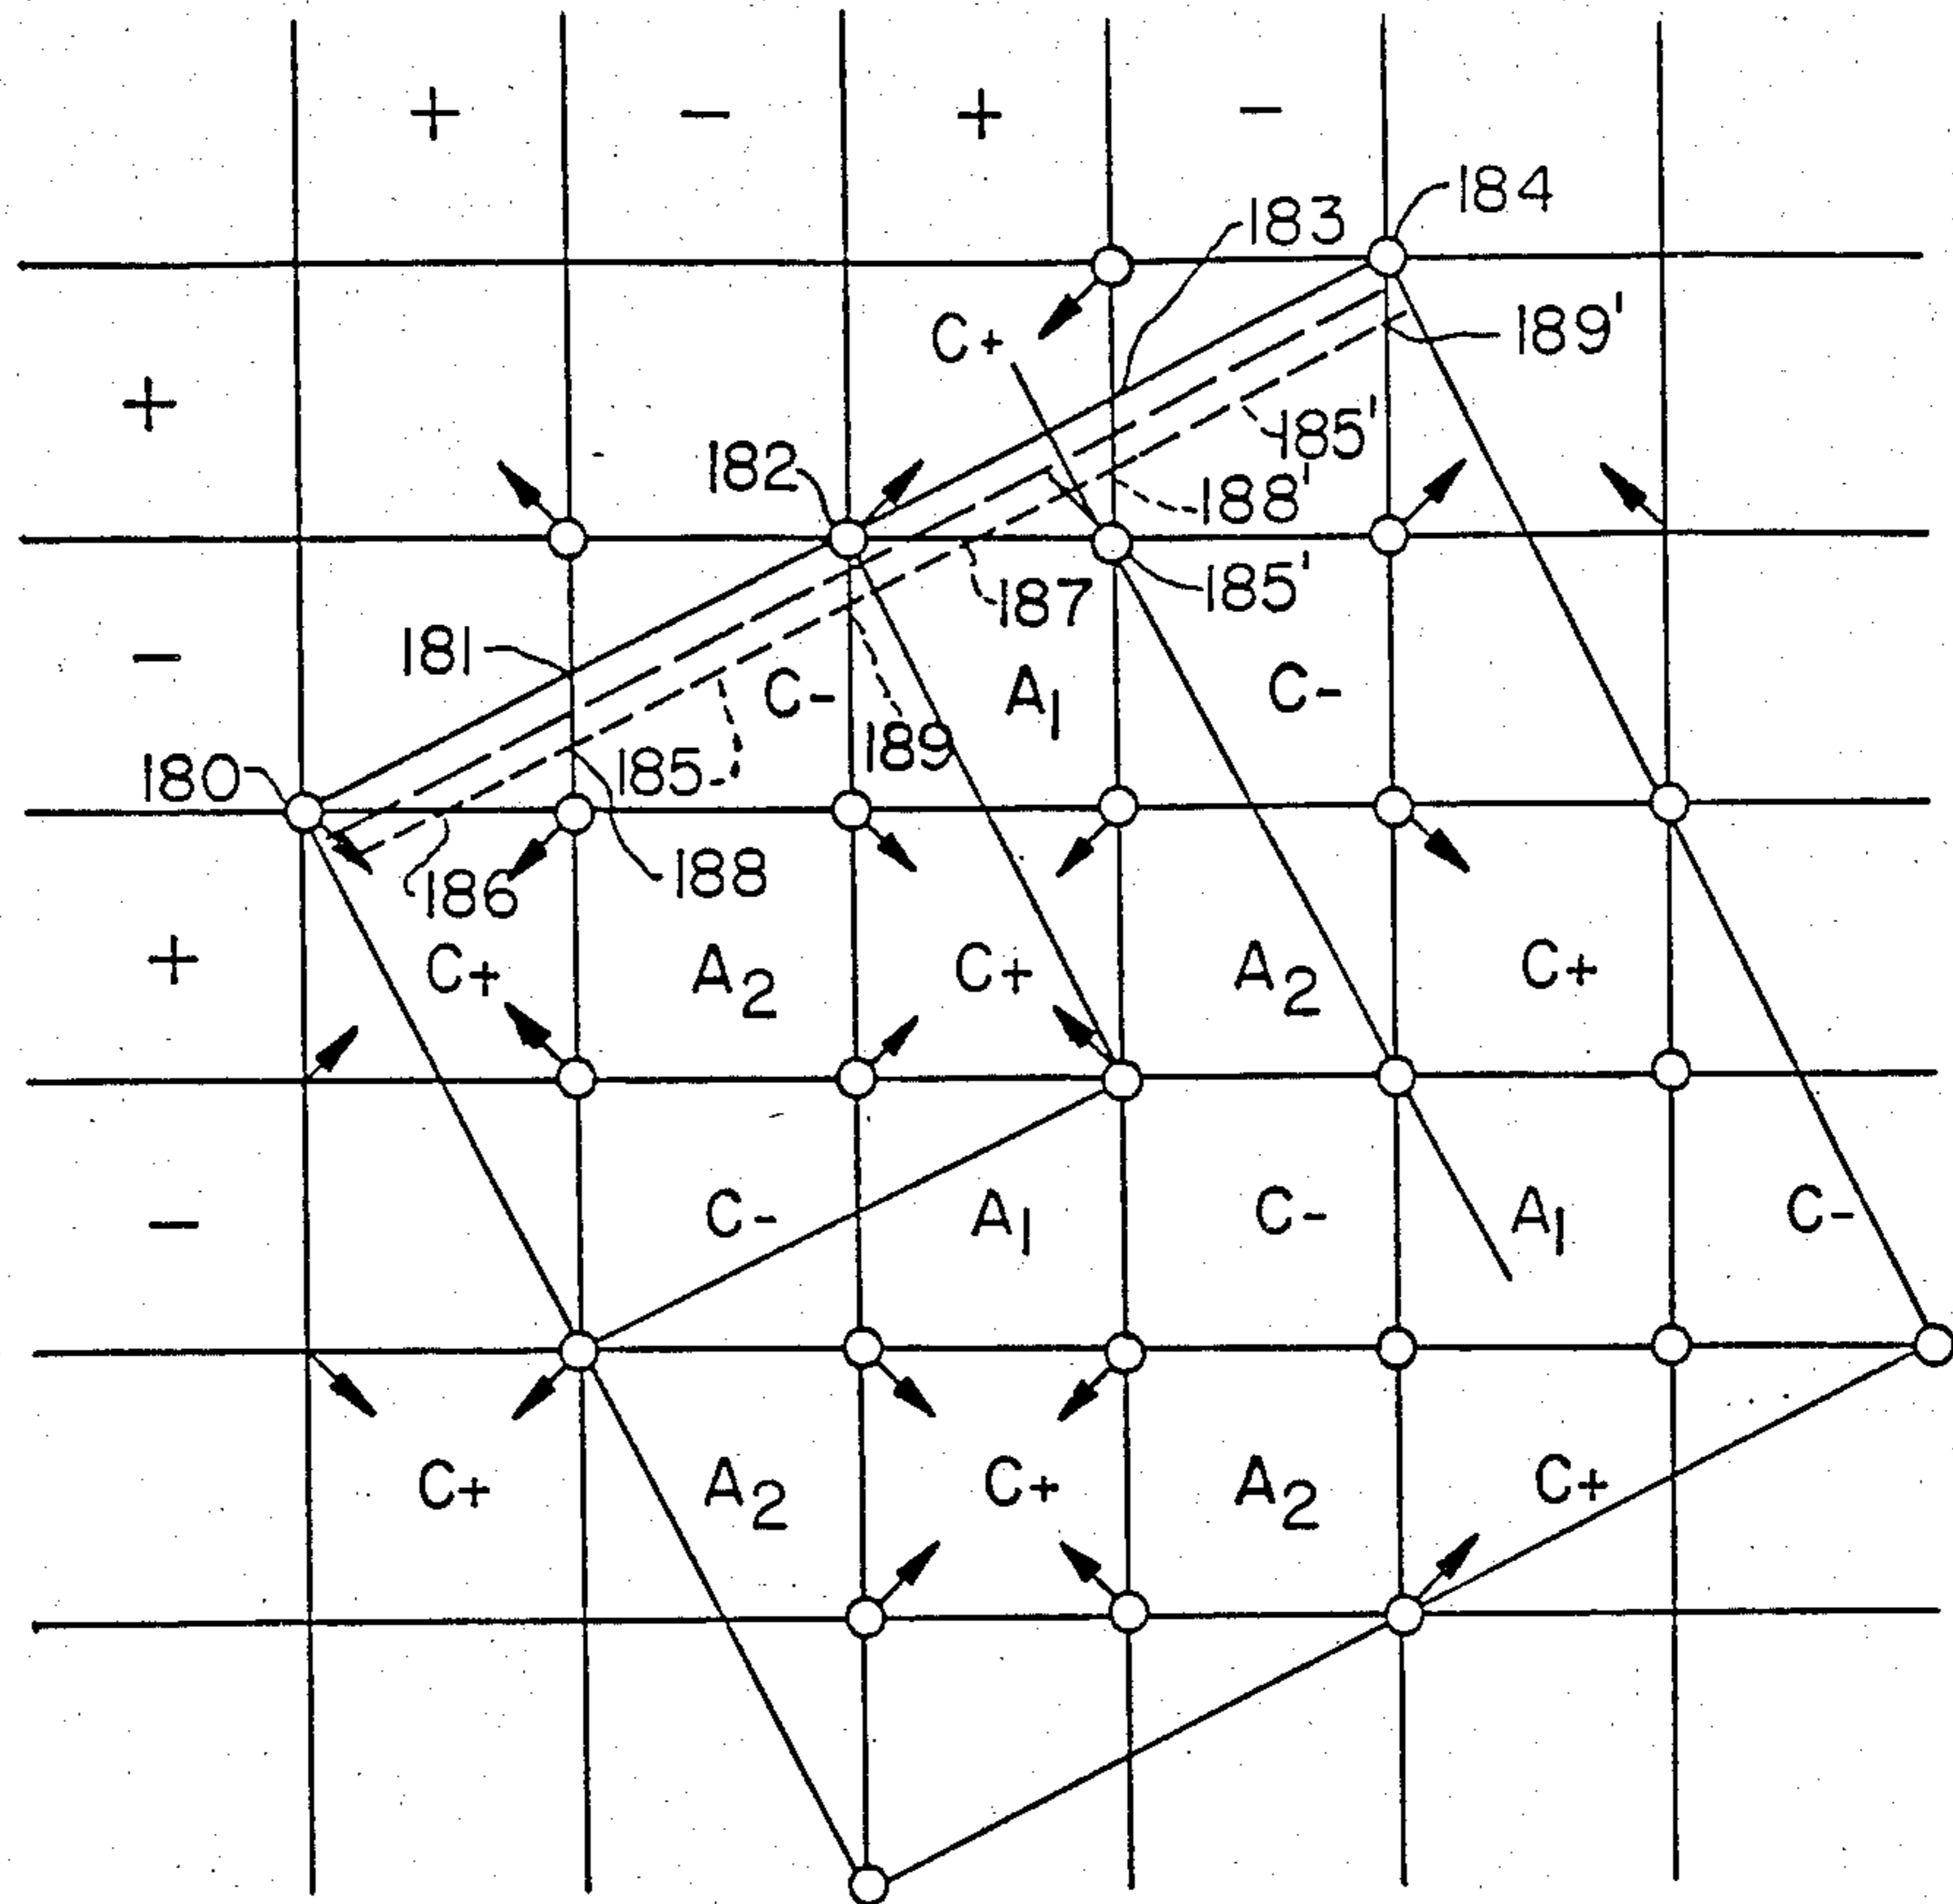 + − + −
184
183
C+
189'
+
185'
182
188'
187
185'
181
−
C− A₁ C−
189
180
185
186
188
+ C+ A₂ C+ A₂ C+
− C− A₁ C− A₁ C−
C+ A₂ C+ A₂ C+